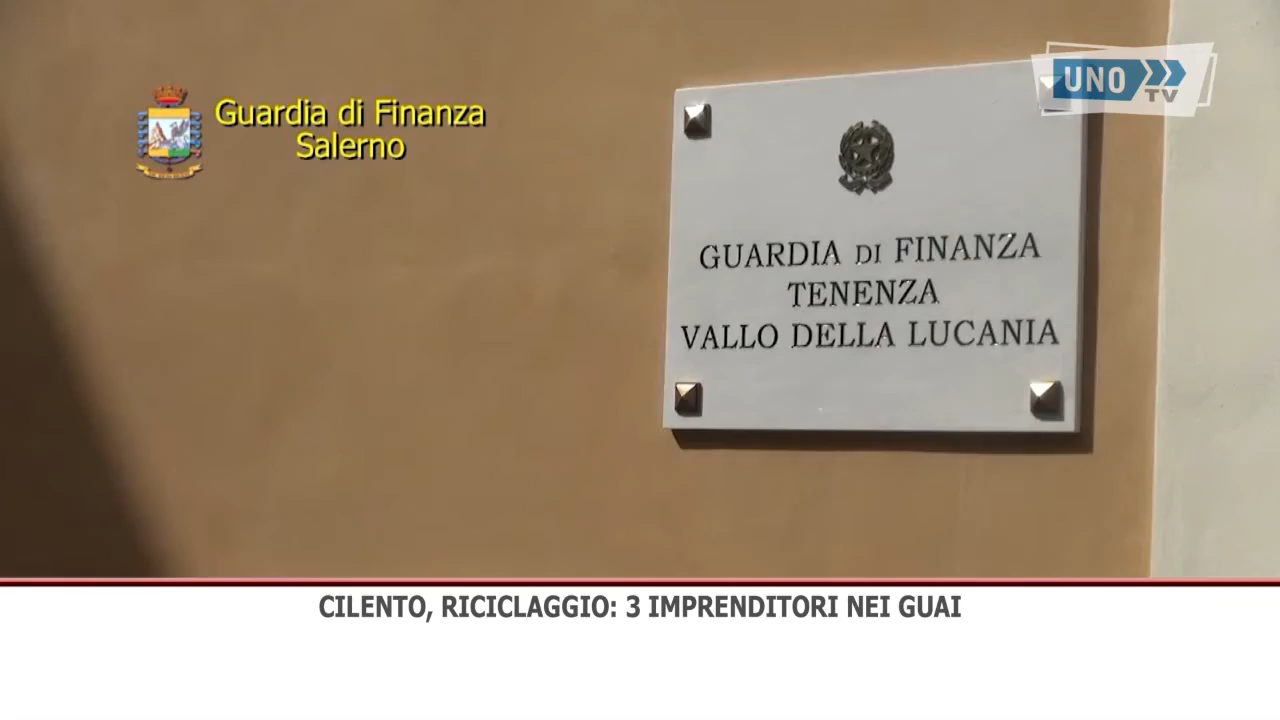 Guardia di Finanza
Salerno
UNO
TV
GUARDIA DI FINANZA
TENENZA
VALLO DELLA LUCANIA
CILENTO, RICICLAGGIO: 3 IMPRENDITORI NEI GUAI